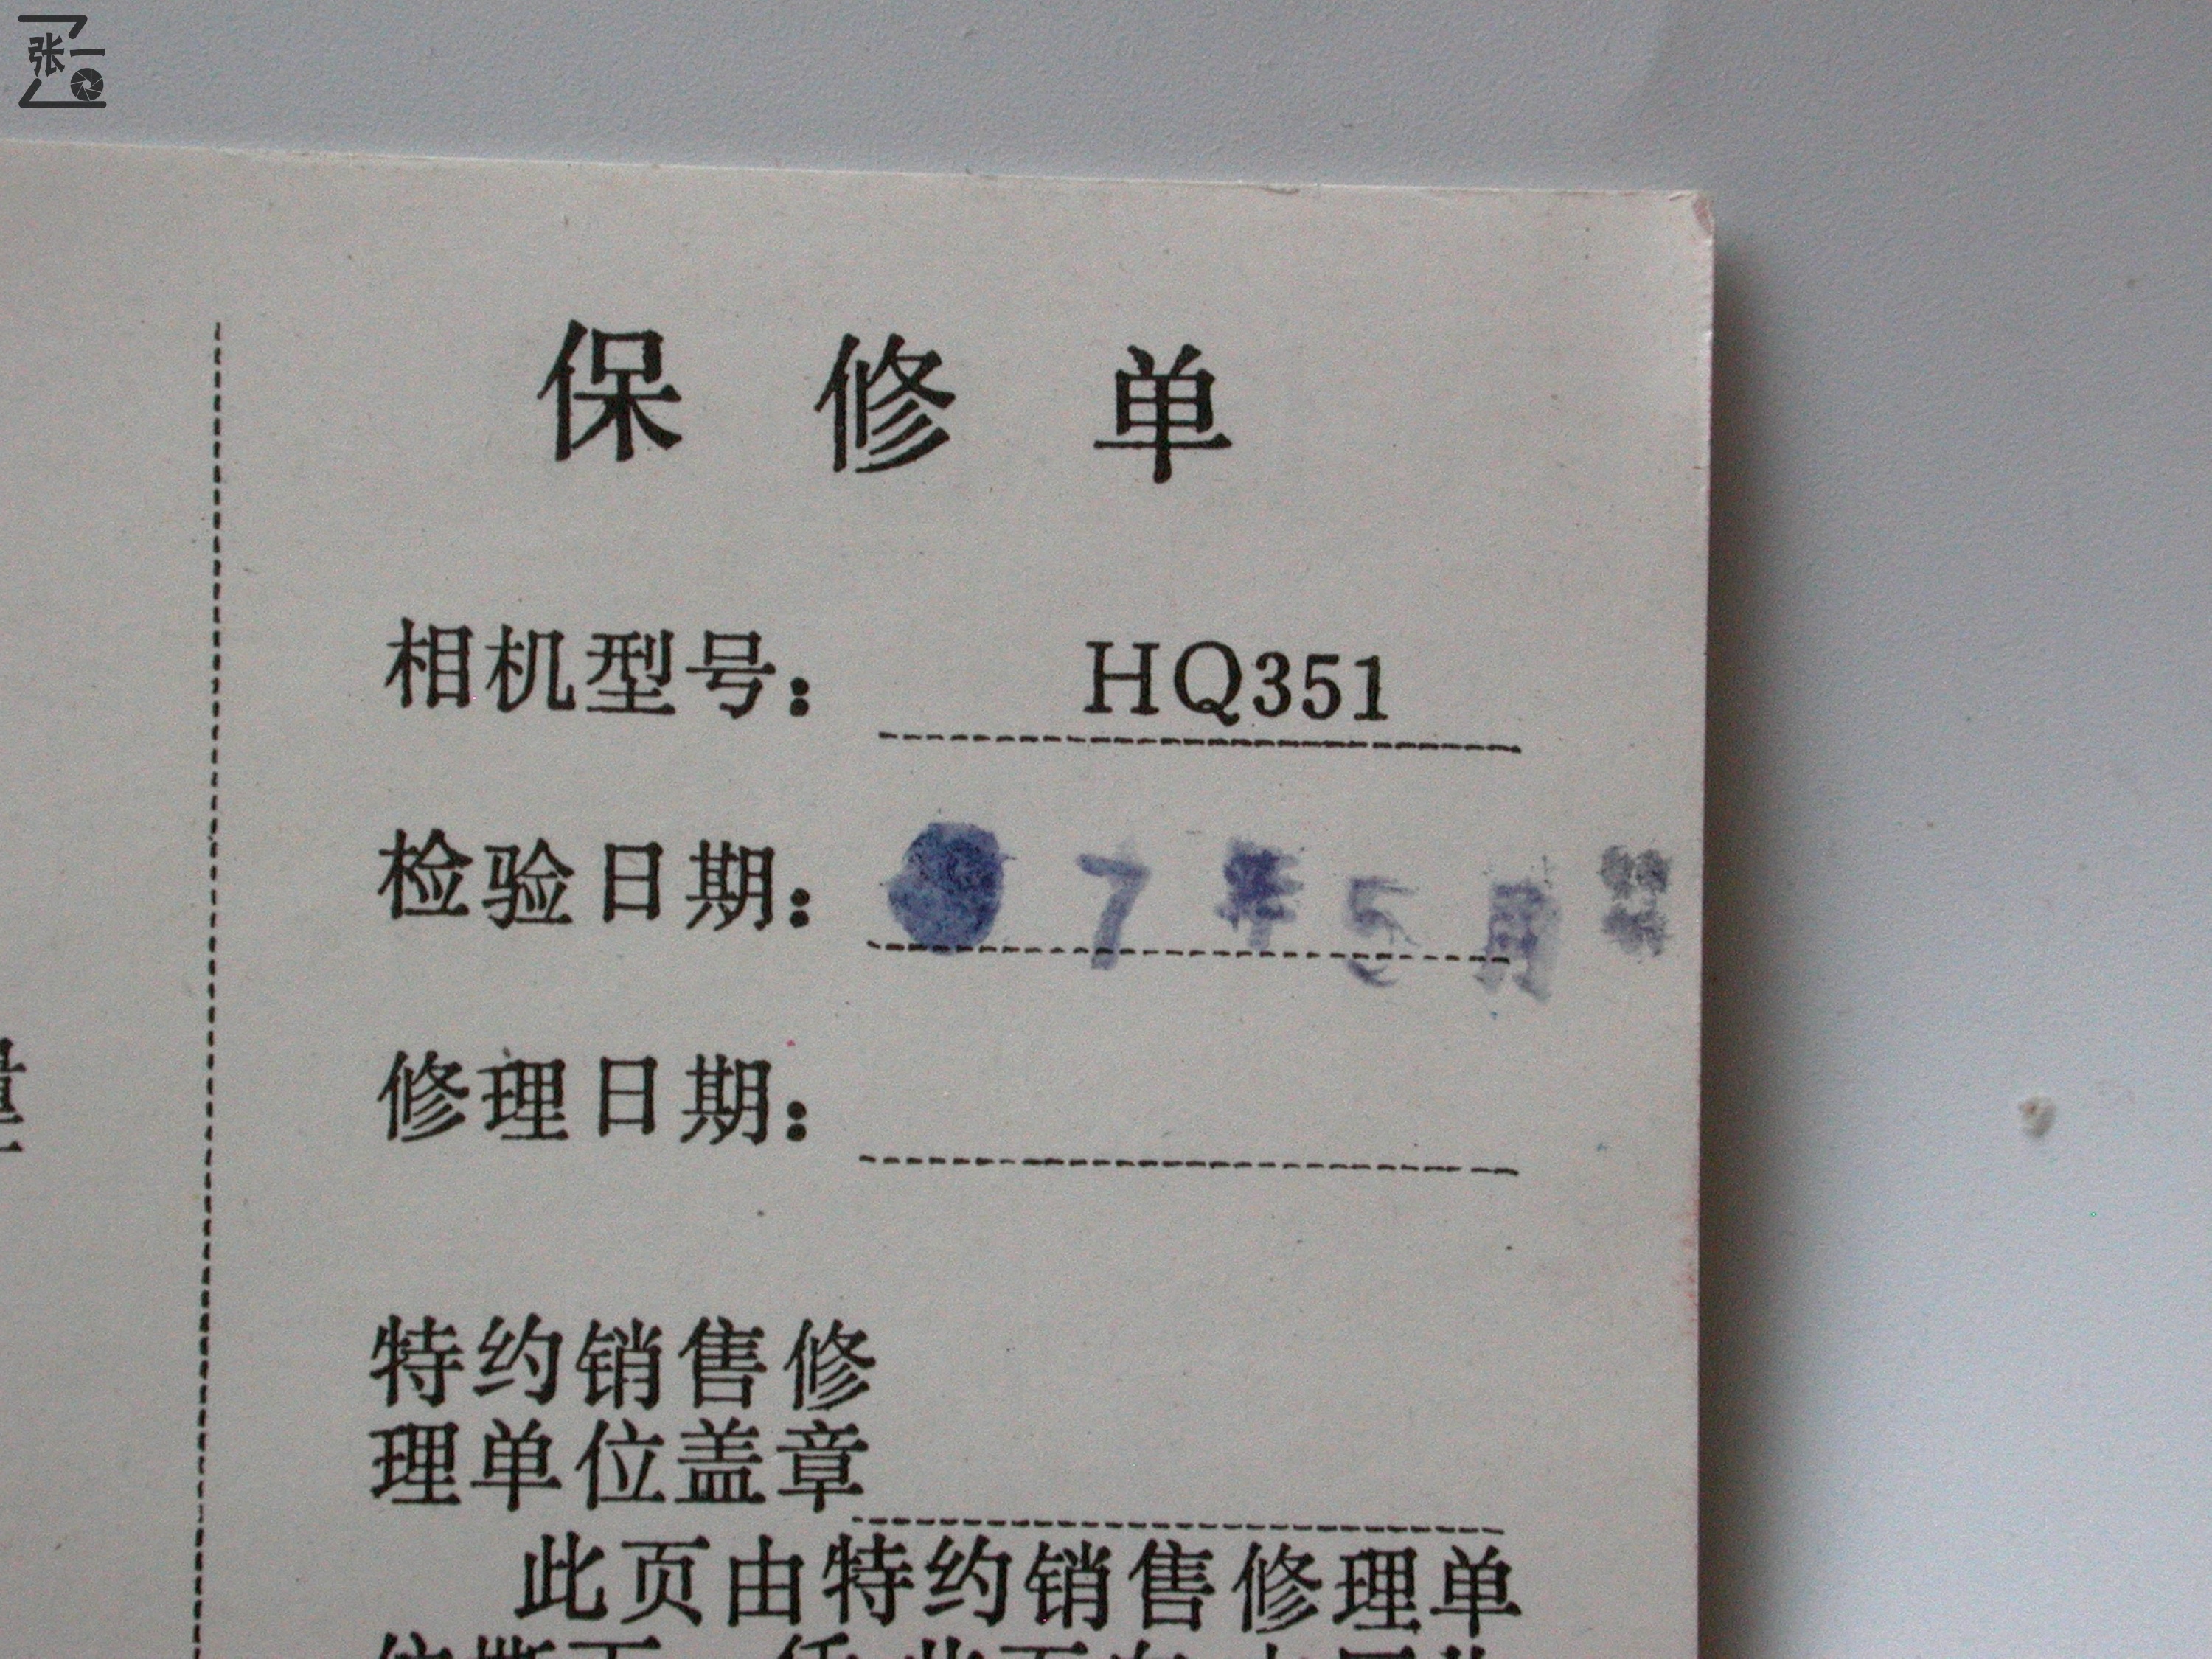 张一
保修单
相机型号： HQ351
检验日期： 7年5月
修理日期：
特约销售修
理单位盖章
此页由特约销售修理单